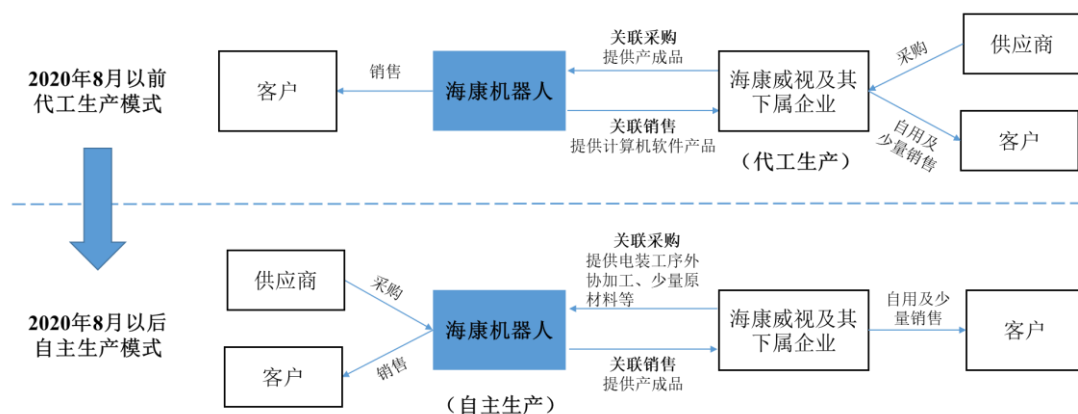 2020年8月以前
代工生产模式
客户
销售
海康机器人
关联采购
提供产成品
关联销售
提供计算机软件产品
海康威视及其
下属企业
（代工生产）
采购
供应商
自用及
少量销售
客户
2020年8月以后
自主生产模式
供应商
采购
客户
销售
海康机器人
（自主生产）
关联采购
提供电装工序外
协加工、少量原
材料等
关联销售
提供产成品
海康威视及其
下属企业
自用及少
量销售
客户